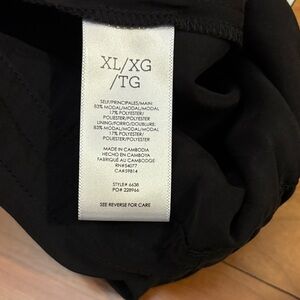 XL/XG
/TG
SELF/PRINCIPALES/MAIN:
83% MODAL/MODAL/MODAL
17% POLYESTER/
POLIESTER/POLYESTER
LINING/FORRO/DOUBLURE:
83% MODAL/MODAL/MODAL
17% POLYESTER/
POLIESTER/POLYESTER
MADE IN CAMBODIA
HECHO EN CAMBOYA
FABRIQUÉ AU CAMBODGE
RN#54077
CA#59814
STYLE# 6638
PO# 228966
SEE REVERSE FOR CARE